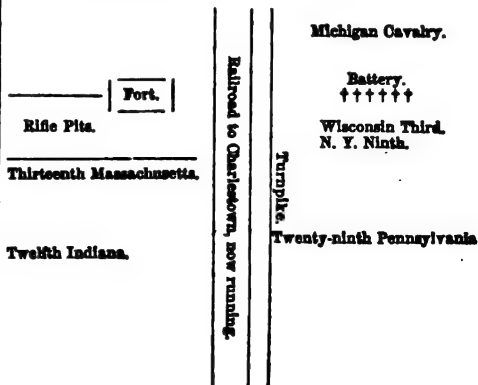 Michigan Cavalry.
Fort.
Battery.
††††††
Rifle Pits.
Wisconsin Third.
N. Y. Ninth.
Thirteenth Massachusetts.
Railroad to Charlestown, now running.
Turnpike.
Twelfth Indiana.
Twenty-ninth Pennsylvania